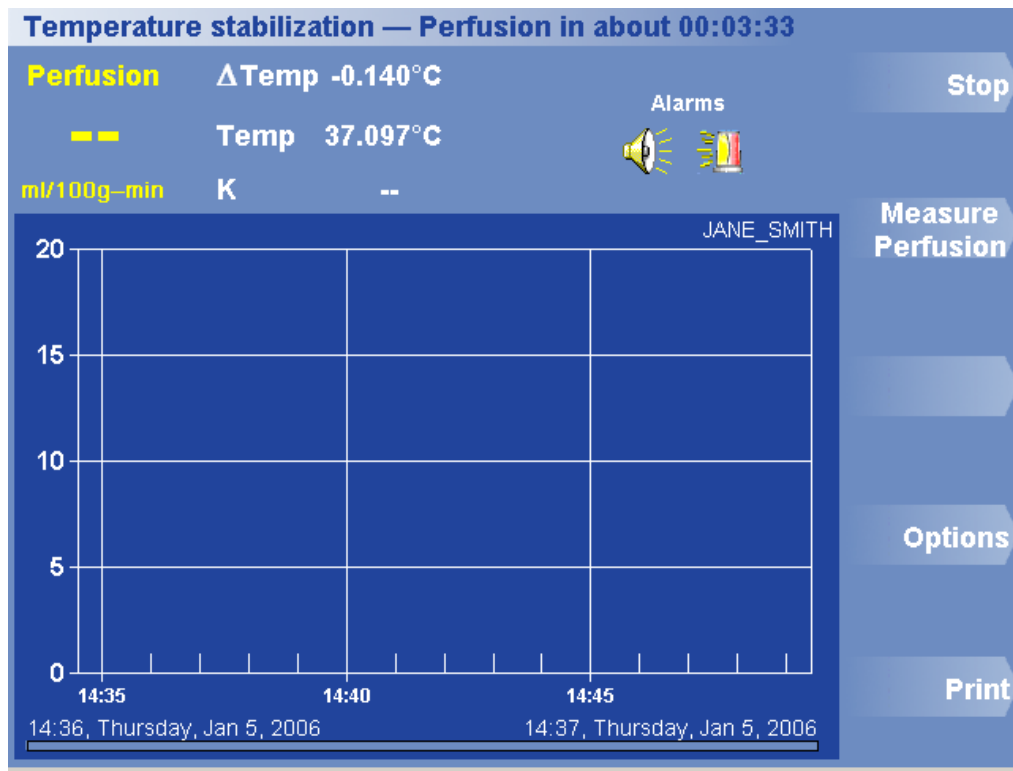 Temperature stabilization — Perfusion in about 00:03:33
Perfusion
--
ml/100g–min
ΔTemp -0.140°C
Temp 37.097°C
K --
Alarms
Stop
Measure
Perfusion
Options
Print
JANE_SMITH
20
15
10
5
0
14:35 14:40 14:45
14:36, Thursday, Jan 5, 2006 14:37, Thursday, Jan 5, 2006